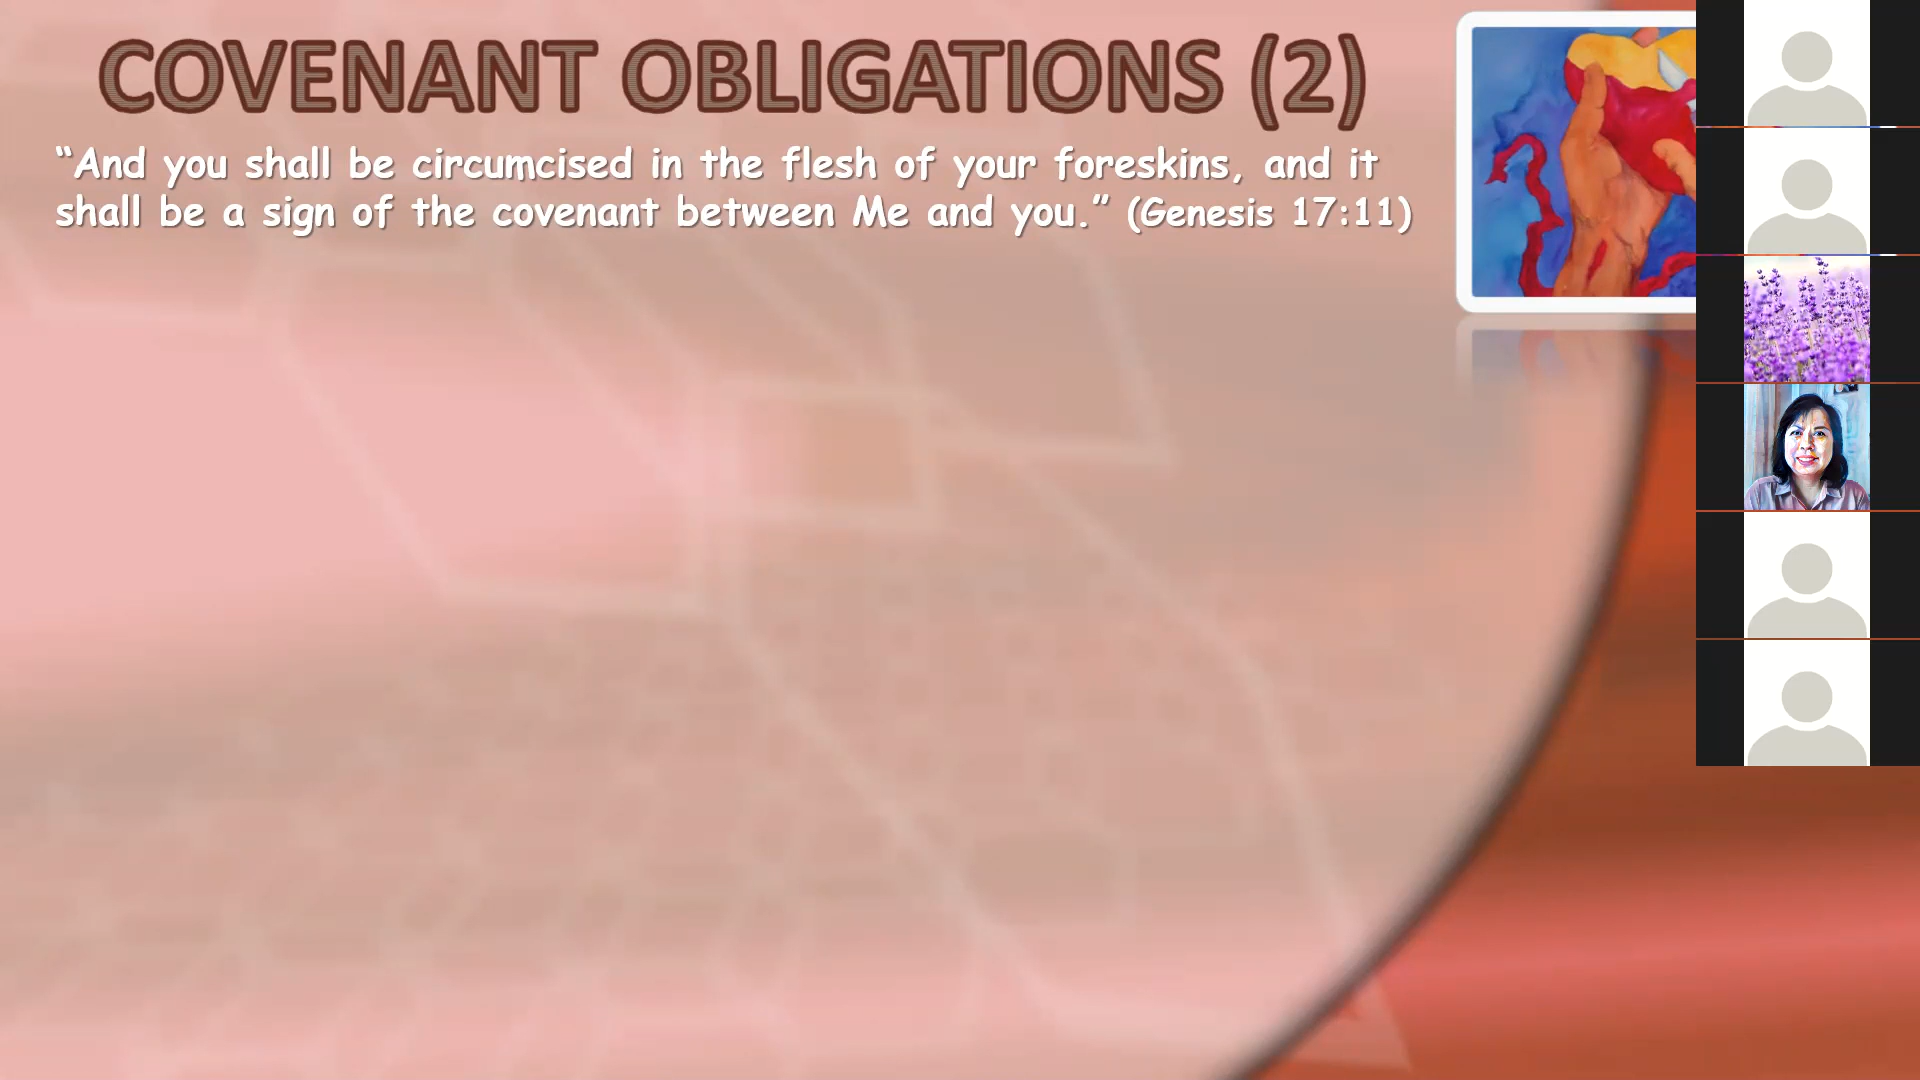 COVENANT OBLIGATIONS (2)
“And you shall be circumcised in the flesh of your foreskins, and it
shall be a sign of the covenant between Me and you.” (Genesis 17:11)